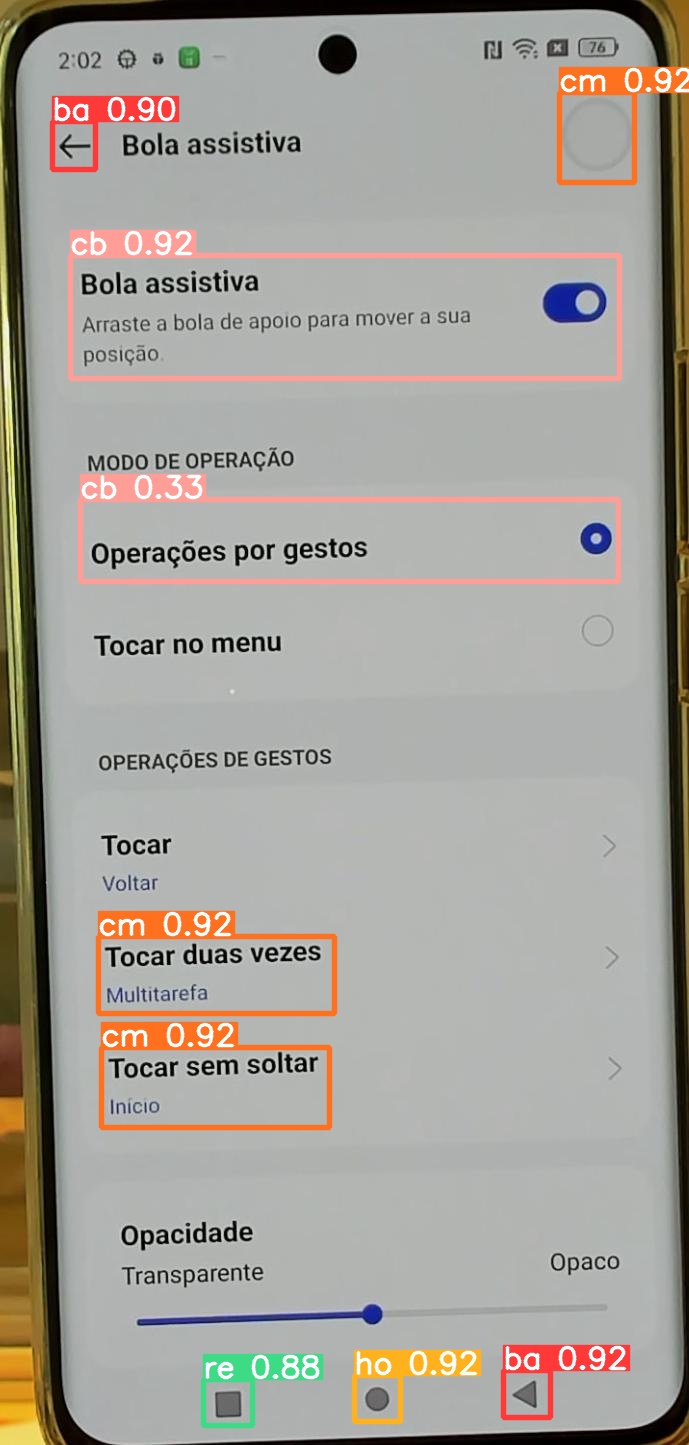 2:02 76
cm 0.92
ba 0.90
Bola assistiva
cb 0.92
Bola assistiva
Arraste a bola de apoio para mover a sua
posição.
MODO DE OPERAÇÃO
cb 0.33
Operações por gestos
Tocar no menu
OPERAÇÕES DE GESTOS
Tocar
Voltar
cm 0.92
Tocar duas vezes
Multitarefa
cm 0.92
Tocar sem soltar
Início
Opacidade
Transparente Opaco
re 0.88 ho 0.92 ba 0.92